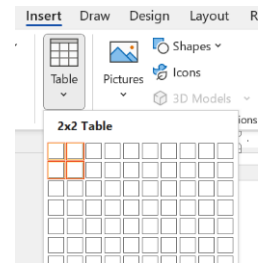 Insert Draw Design Layout R
Table
Pictures
Shapes
Icons
3D Models
2x2 Table
ions